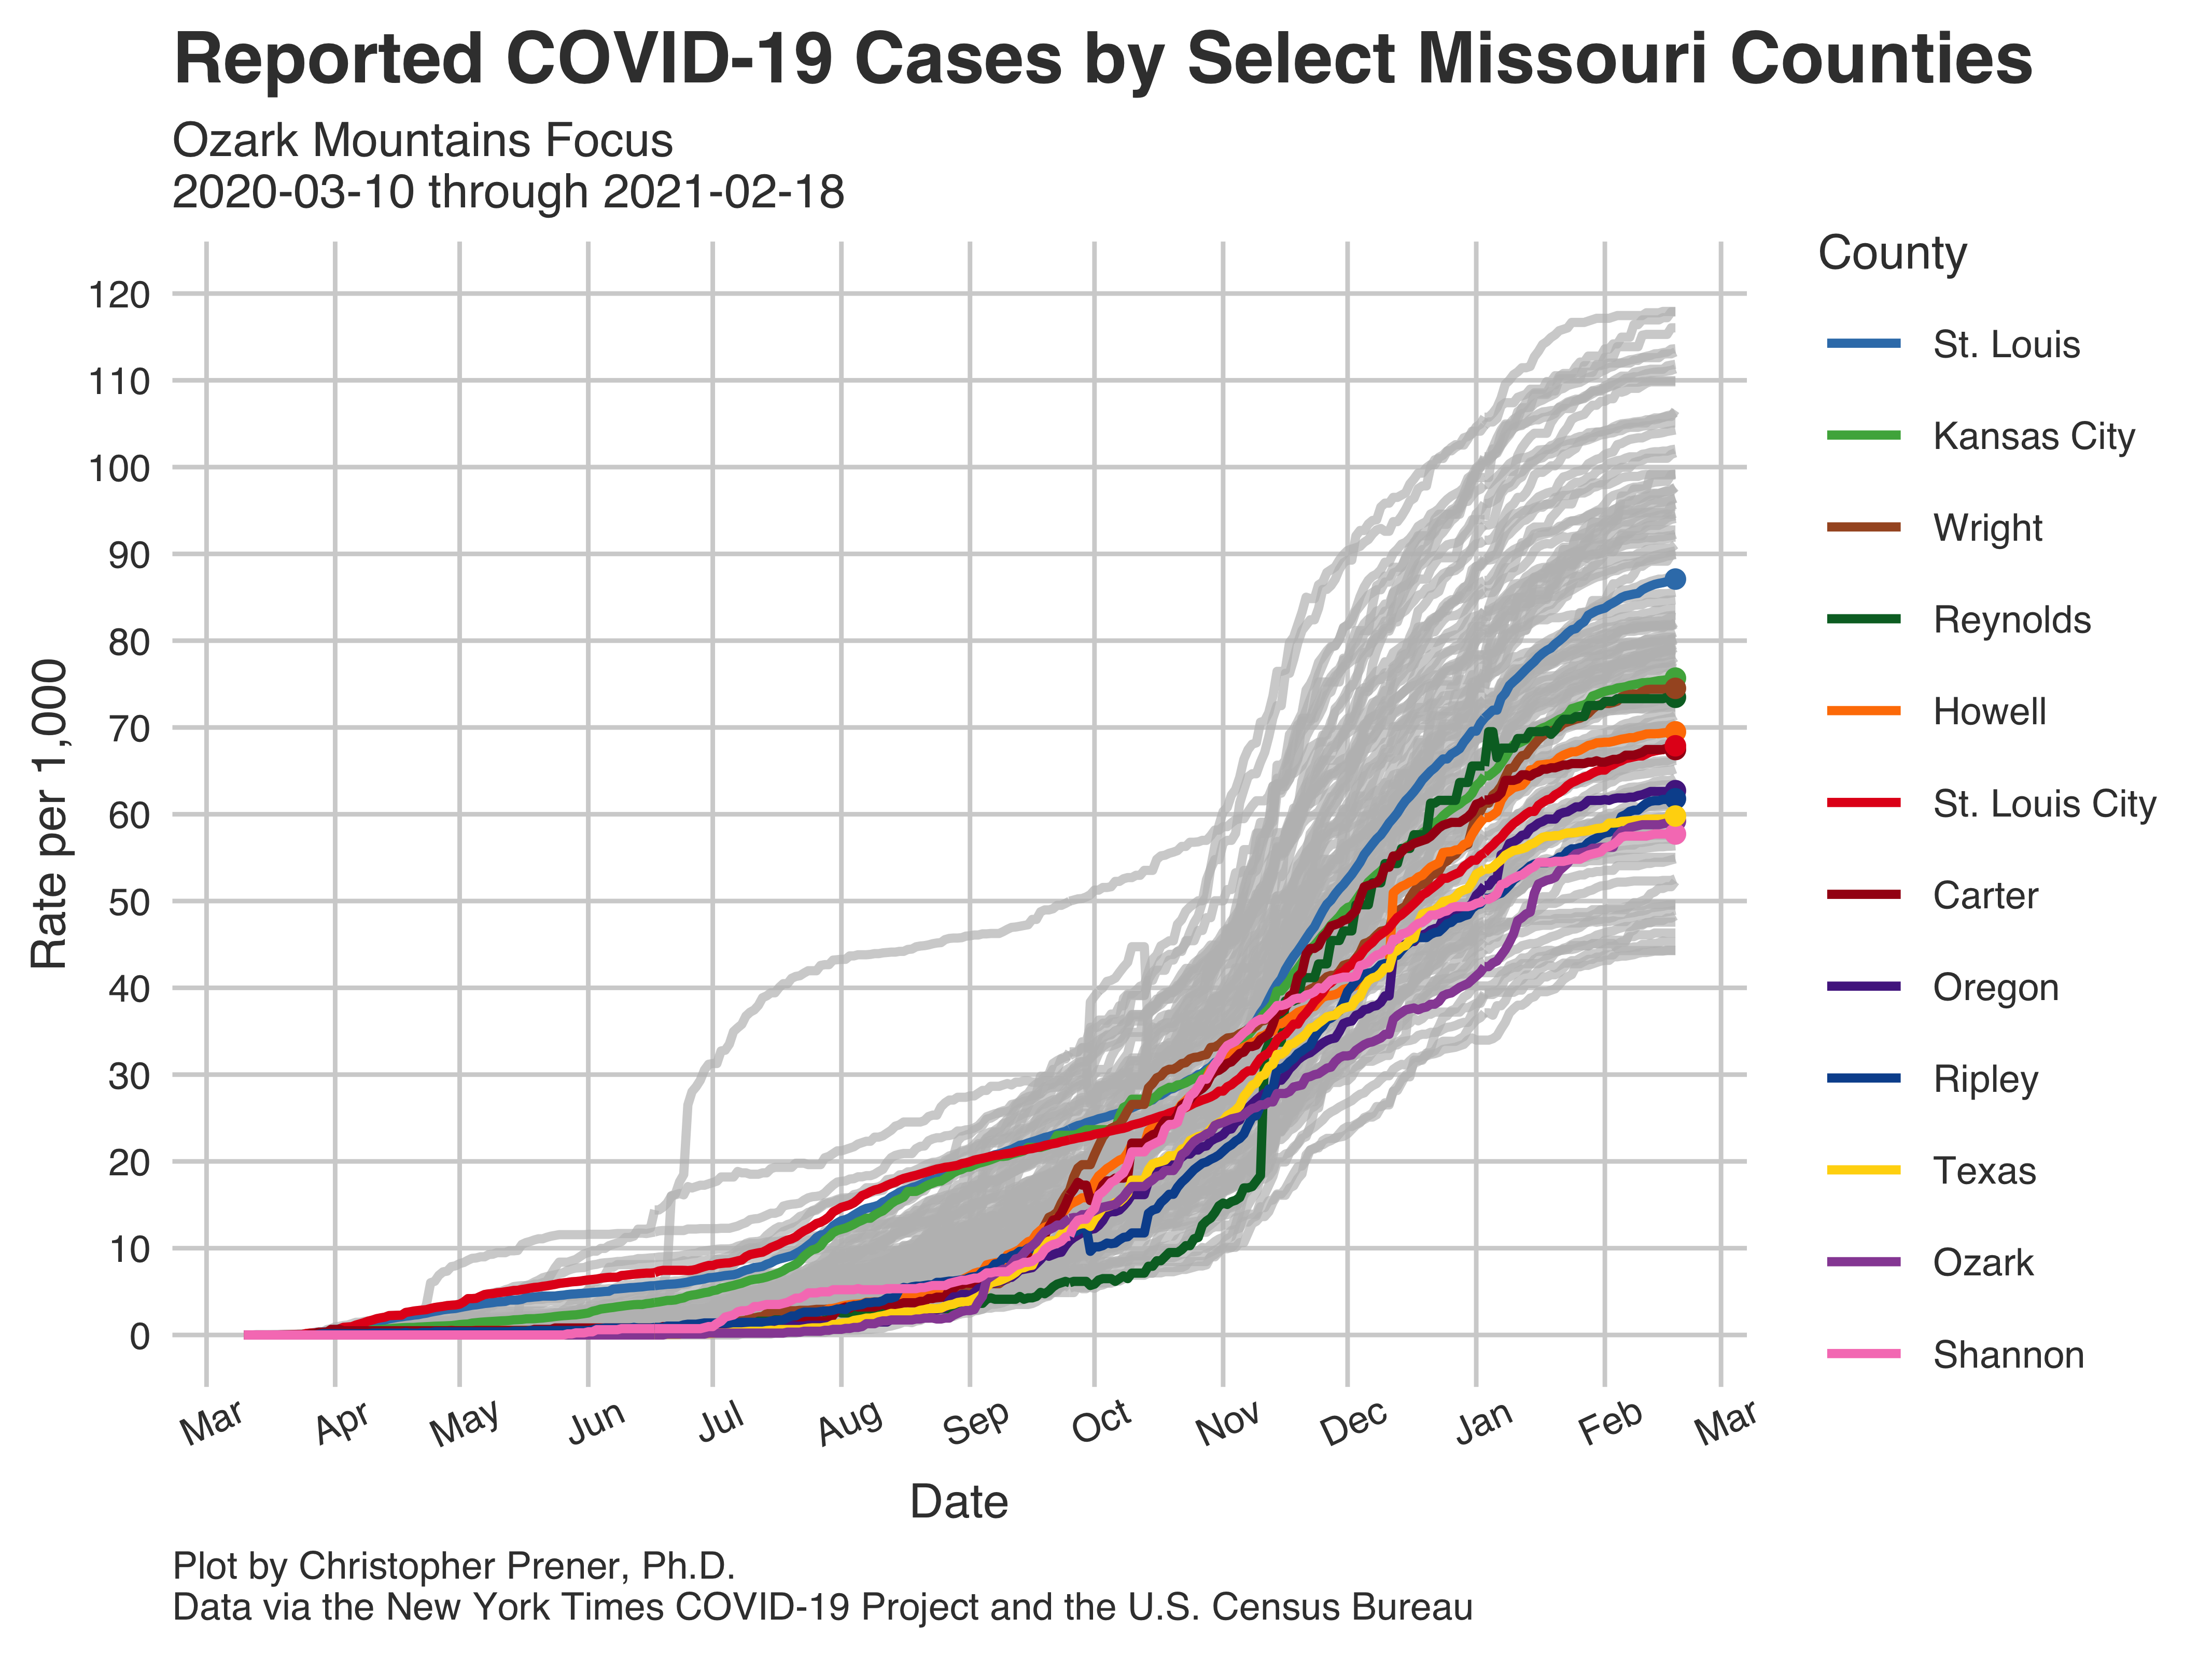 Reported COVID-19 Cases by Select Missouri Counties
Ozark Mountains Focus
2020-03-10 through 2021-02-18
Rate per 1,000
120
110
100
90
80
70
60
50
40
30
20
10
0
Mar
Apr
May
Jun
Jul
Aug
Sep
Oct
Nov
Dec
Jan
Feb
Mar
Date
County
St. Louis
Kansas City
Wright
Reynolds
Howell
St. Louis City
Carter
Oregon
Ripley
Texas
Ozark
Shannon
Plot by Christopher Prener, Ph.D.
Data via the New York Times COVID-19 Project and the U.S. Census Bureau